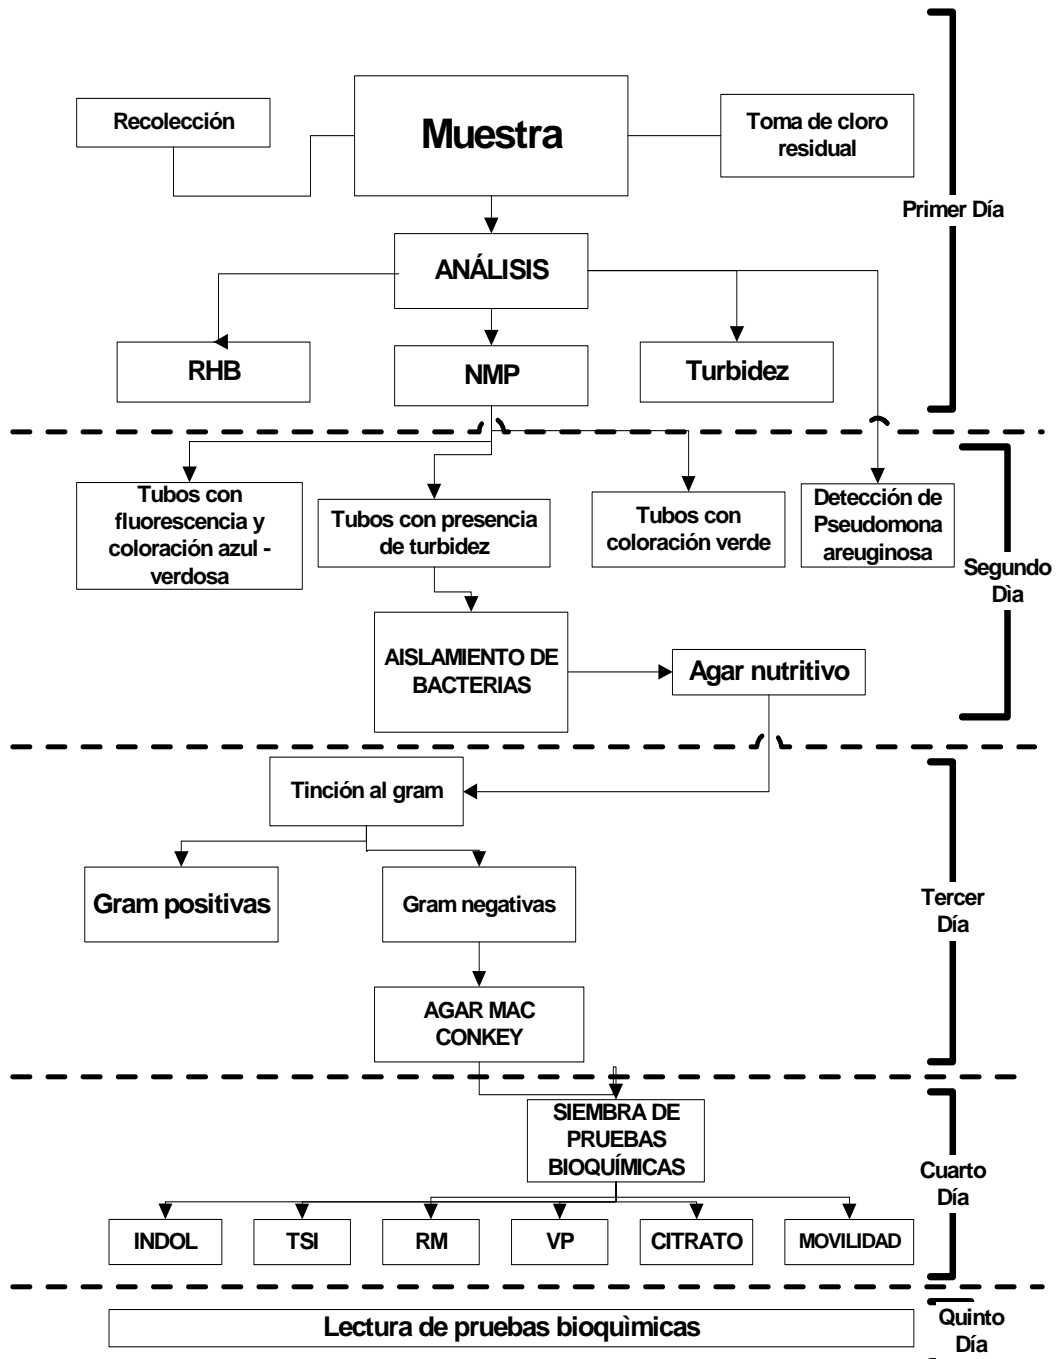 Recolección
Muestra
Toma de cloro
residual
Primer Día
ANÁLISIS
RHB
NMP
Turbidez
Tubos con
fluorescencia y
coloración azul -
verdosa
Tubos con presencia
de turbidez
Tubos con
coloración verde
Detección de
Pseudomona
areuginosa
Segundo
Dìa
AISLAMIENTO DE
BACTERIAS
Agar nutritivo
Tinción al gram
Gram positivas
Gram negativas
Tercer
Día
AGAR MAC
CONKEY
SIEMBRA DE
PRUEBAS
BIOQUÍMICAS
Cuarto
Día
INDOL
TSI
RM
VP
CITRATO
MOVILIDAD
Lectura de pruebas bioquìmicas
Quinto
Día